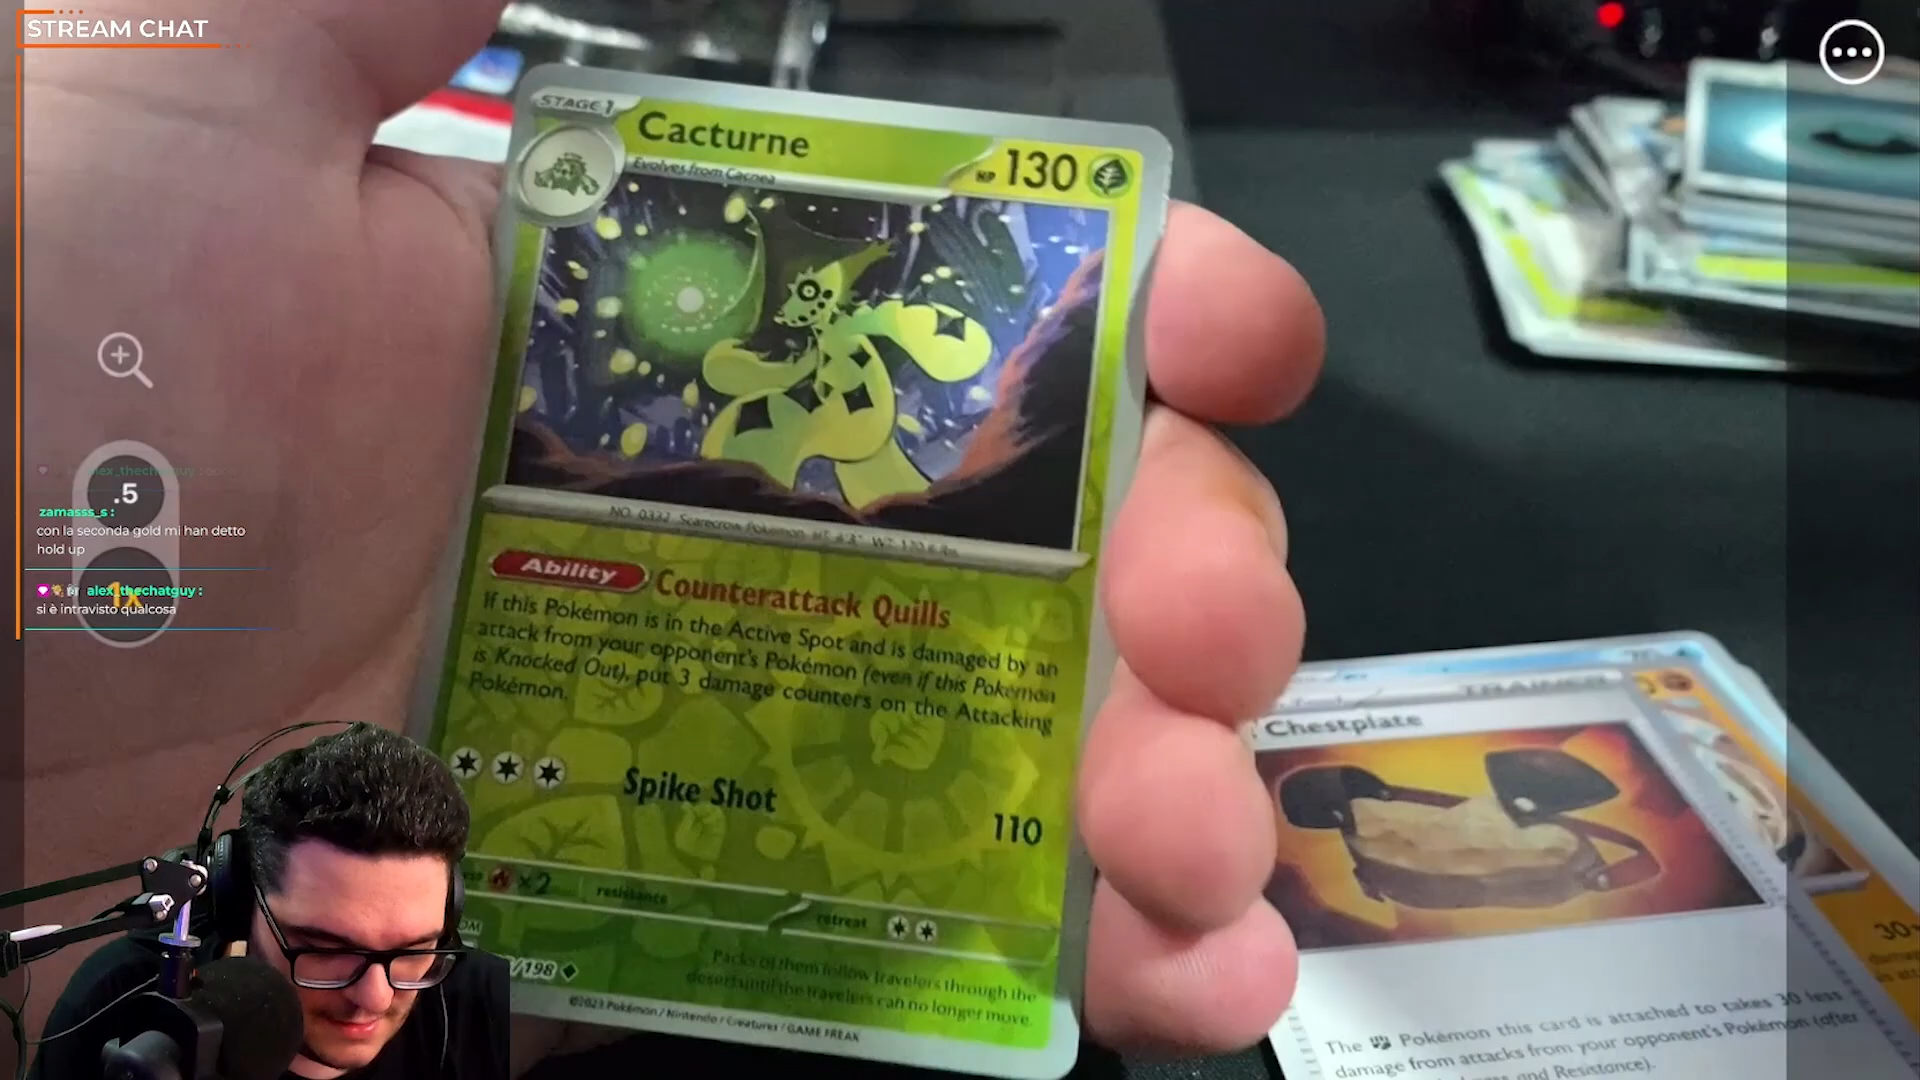 STREAM CHAT
STAGE 1
Cacturne
Evolves from Cacnea
HP 130
NO. 0332 Scarecrow Pokémon
Ability Counterattack Quills
If this Pokémon is in the Active Spot and is damaged by an
attack from your opponent's Pokémon (even if this Pokémon
is Knocked Out), put 3 damage counters on the Attacking
Pokémon.
Spike Shot 110
×2 resistance retreat
/198
Packs of them follow travelers through the
desert until the travelers can no longer move.
©2023 Pokémon / Nintendo / Creatures / GAME FREAK
alex_thechatguy :
.5
zamasss_s :
con la seconda gold mi han detto
hold up
1x
alex_thechatguy :
si è intravisto qualcosa
TRAINER
Chestplate
30
The Pokémon this card is attached to takes 30 less
damage from attacks from your opponent's Pokémon (after
and Resistance).